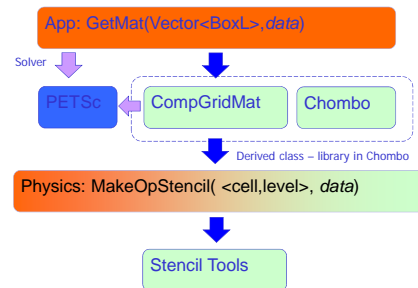 App: GetMat(Vector<BoxL>,data)
Solver
PETSc
CompGridMat
Chombo
Derived class – library in Chombo
Physics: MakeOpStencil( <cell,level>, data)
Stencil Tools